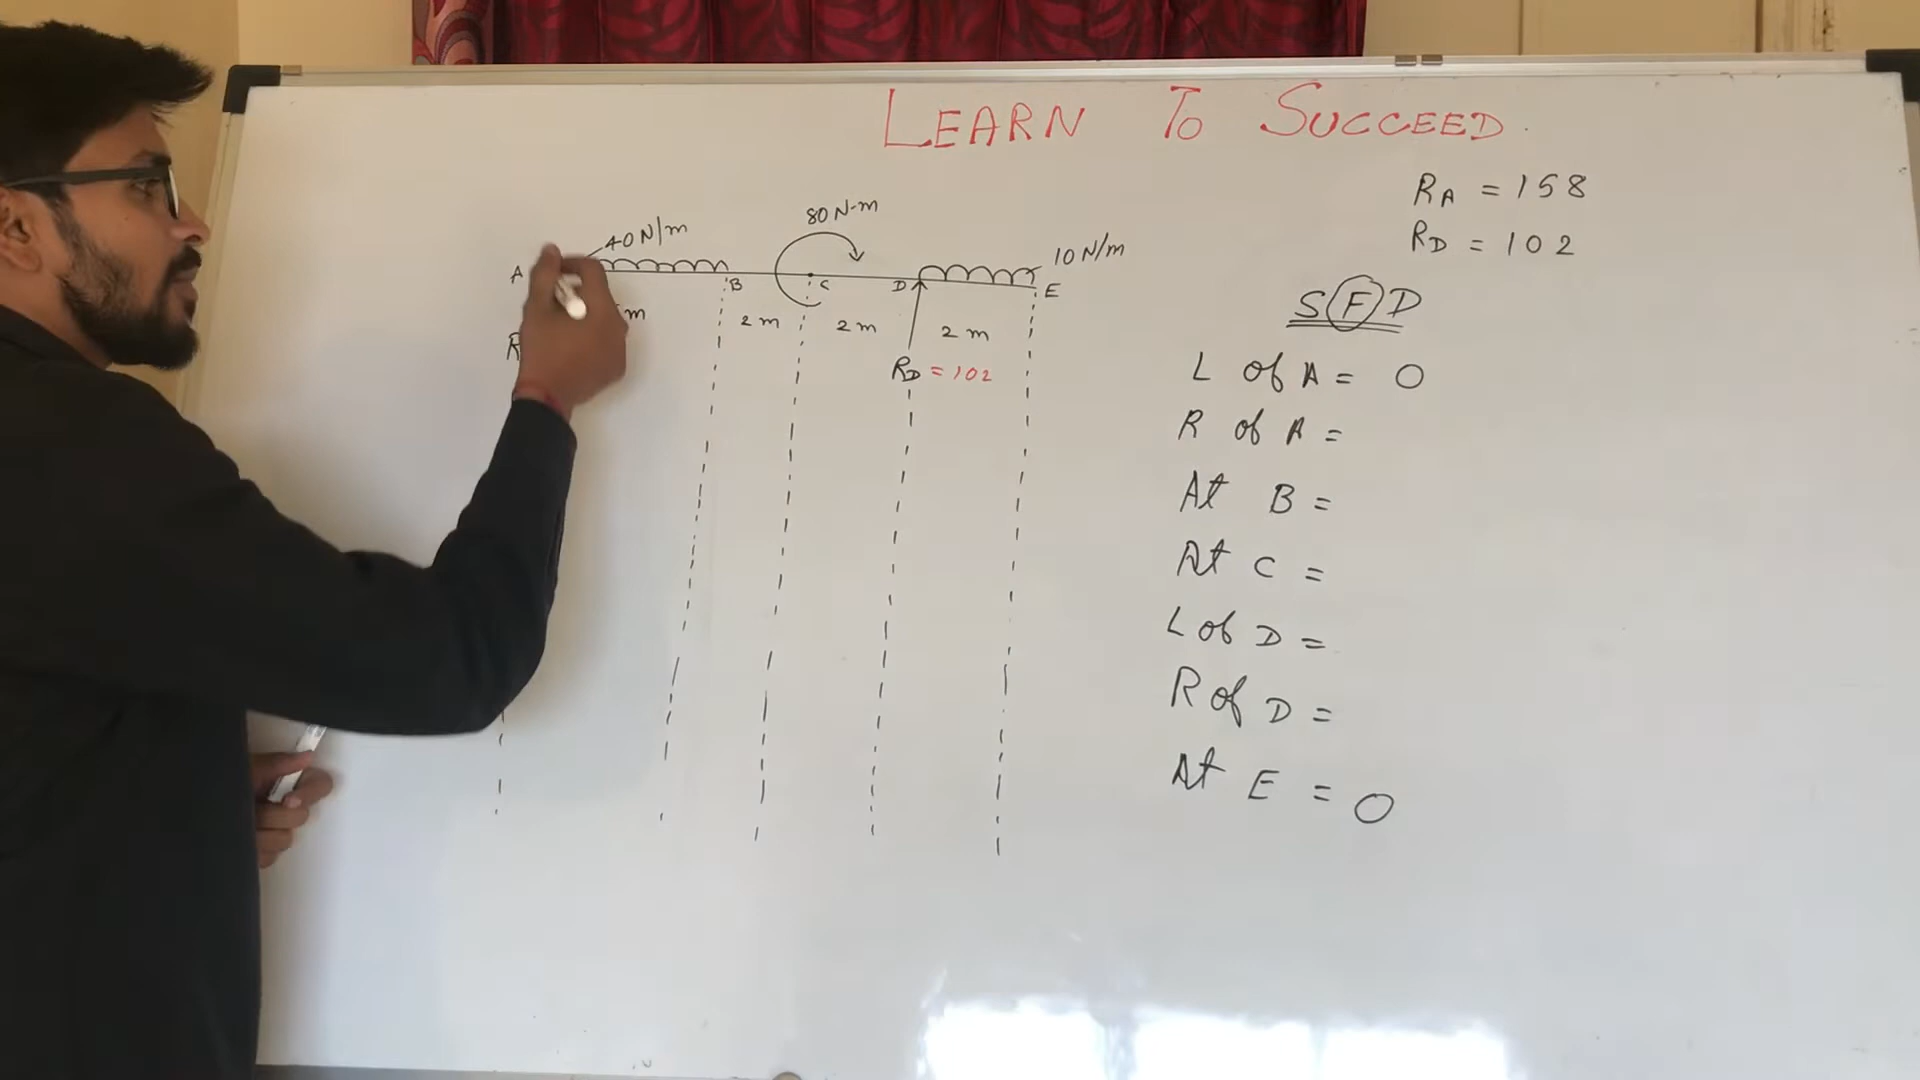 LEARN TO SUCCEED.
RA = 158
RD = 102
SFD
L of A = 0
R of A =
At B =
At C =
L of D =
R of D =
At E = 0
40 N/m
80 N-m
10 N/m
A
B
C
D
E
m
2 m
2 m
2 m
R
RD = 102